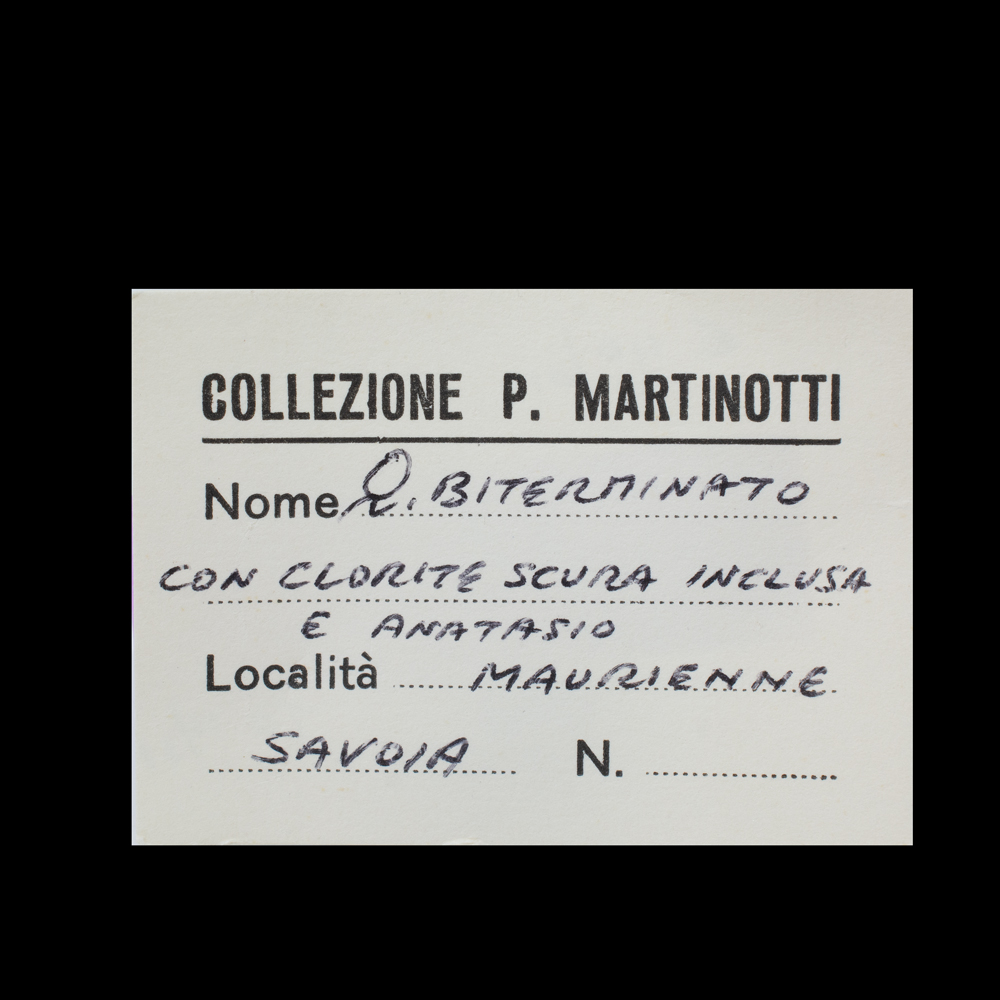 COLLEZIONE P. MARTINOTTI
Nome Q. BITERMINATO
CON CLORITE SCURA INCLUSA
E ANATASIO
Località MAURIENNE
SAVOIA N.